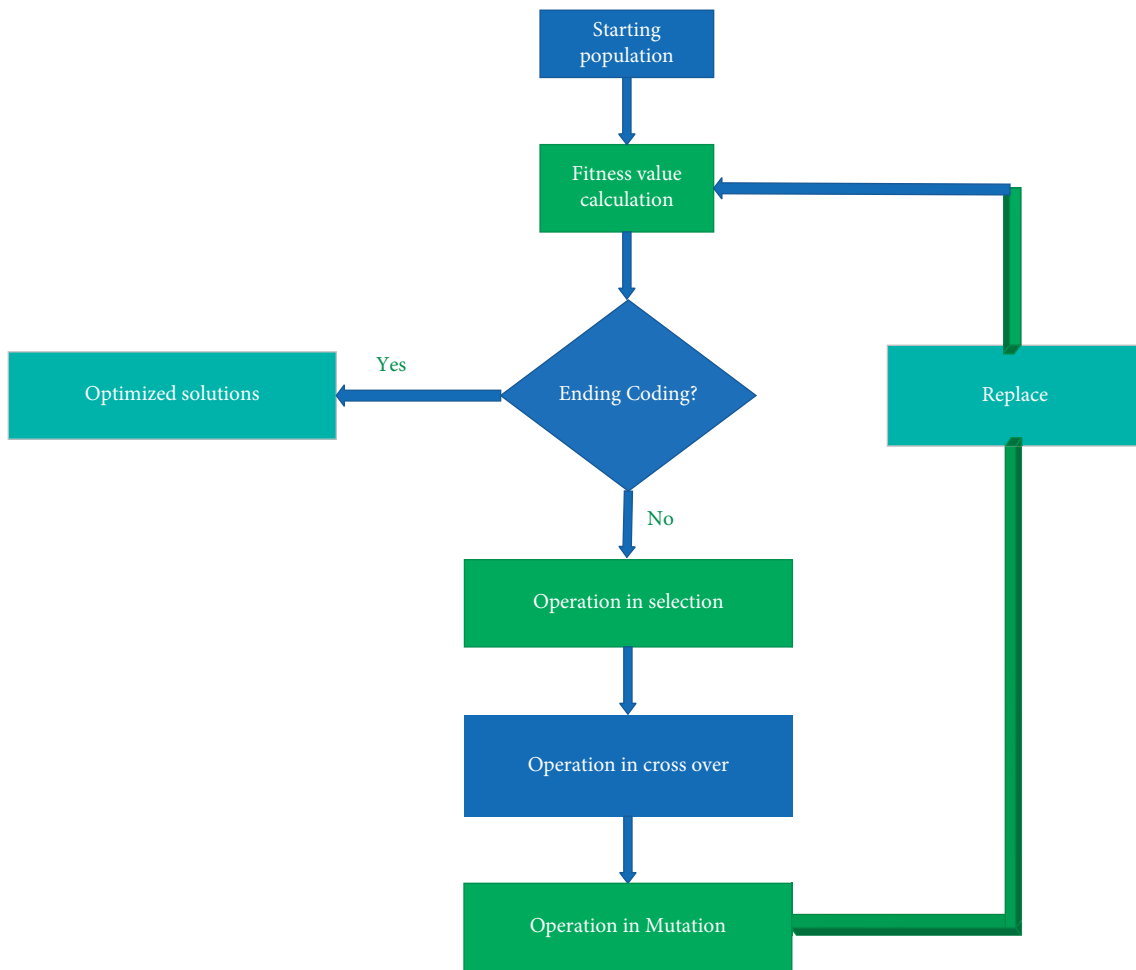 Starting
population
Fitness value
calculation
Yes
Optimized solutions
Ending Coding?
Replace
No
Operation in selection
Operation in cross over
Operation in Mutation